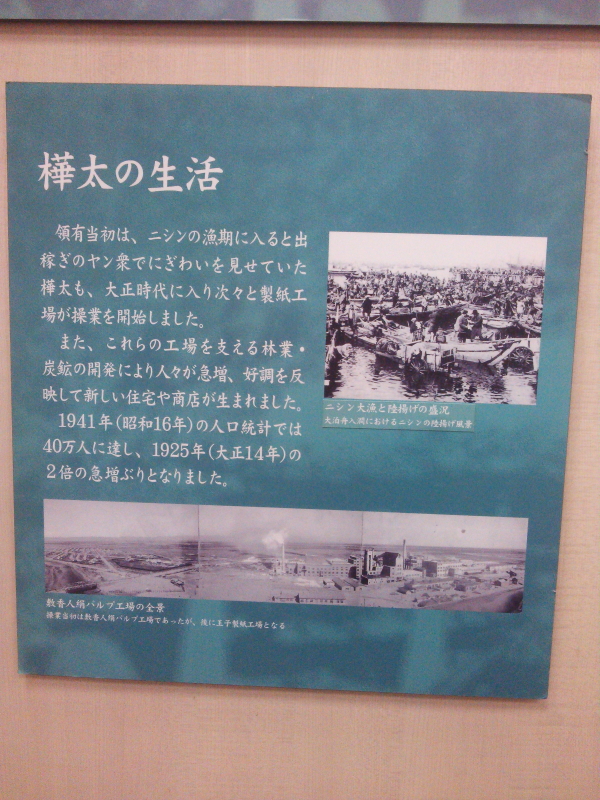 樺太の生活
領有当初は、ニシンの漁期に入ると出
稼ぎのヤン衆でにぎわいを見せていた
樺太も、大正時代に入り次々と製紙工
場が操業を開始しました。
また、これらの工場を支える林業・
炭鉱の開発により人々が急増、好調を反
映して新しい住宅や商店が生まれました。
1941年(昭和16年)の人口統計では
40万人に達し、1925年(大正14年)の
2倍の急増ぶりとなりました。
ニシン大漁と陸揚げの盛況
大泊舟入澗におけるニシンの陸揚げ風景
敷香人絹パルプ工場の全景
操業当初は敷香人絹パルプ工場であったが、後に王子製紙工場となる